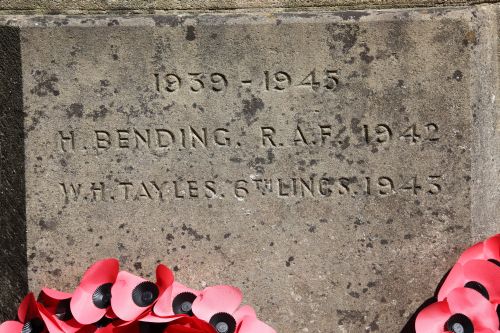 1939 - 1945
H. BENDING. R.A.F. 1942
W.H. TAYLES. 6TH LINCS. 1943